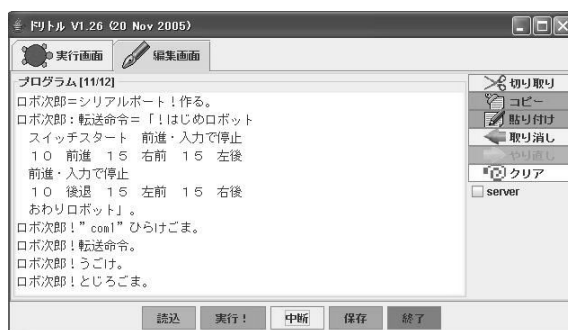 ドリトル V1.26 (20 Nov 2005)
実行画面 編集画面
プログラム[11/12]
ロボ次郎=シリアルポート!作る。
ロボ次郎:転送命令=「!はじめロボット
スイッチスタート 前進・入力で停止
10 前進 15 右前 15 左後
前進・入力で停止
10 後退 15 左前 15 右後
おわりロボット」。
ロボ次郎!"com1"ひらけごま。
ロボ次郎!転送命令。
ロボ次郎!うごけ。
ロボ次郎!とじろごま。
切り取り
コピー
貼り付け
取り消し
やり直し
クリア
server
読込 実行! 中断 保存 終了